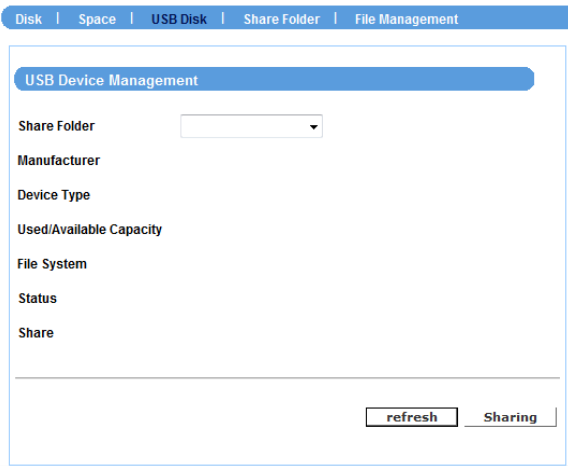 Disk | Space | USB Disk | Share Folder | File Management
USB Device Management
Share Folder
Manufacturer
Device Type
Used/Available Capacity
File System
Status
Share
refresh Sharing